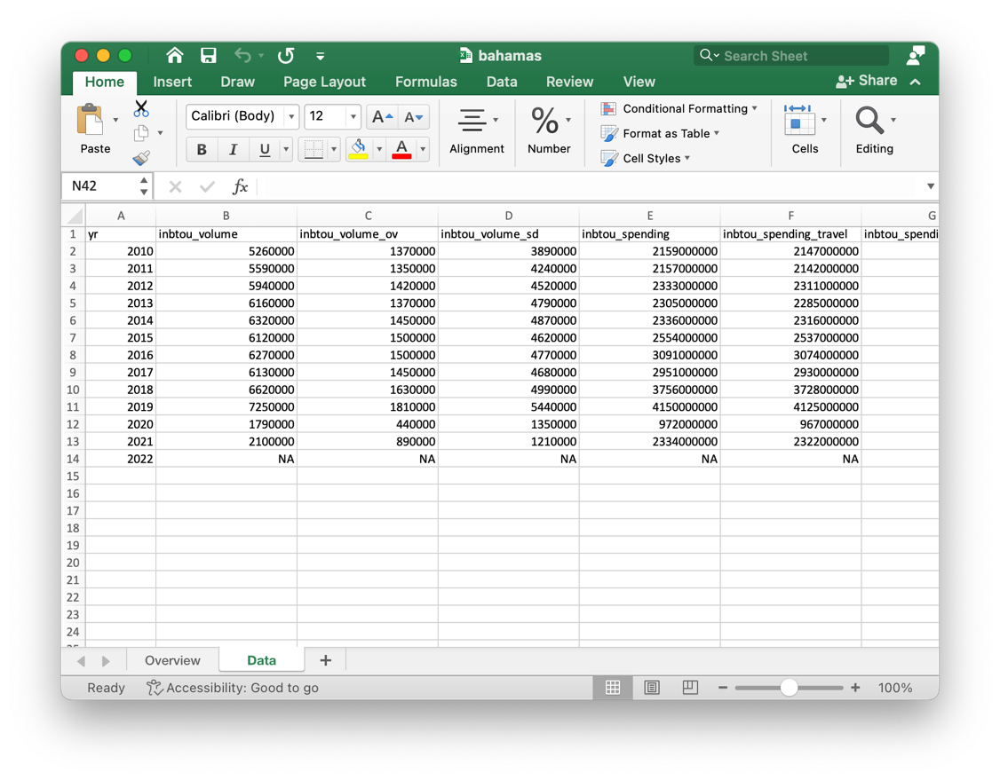 bahamas
Search Sheet
Home Insert Draw Page Layout Formulas Data Review View Share
Paste
Calibri (Body) 12 A A
B I U A
Alignment
%
Number
Conditional Formatting
Format as Table
Cell Styles
Cells
Editing
N42 fx
A B C D E F G
1 yr inbtou_volume inbtou_volume_ov inbtou_volume_sd inbtou_spending inbtou_spending_travel inbtou_spendi
2 2010 5260000 1370000 3890000 2159000000 2147000000
3 2011 5590000 1350000 4240000 2157000000 2142000000
4 2012 5940000 1420000 4520000 2333000000 2311000000
5 2013 6160000 1370000 4790000 2305000000 2285000000
6 2014 6320000 1450000 4870000 2336000000 2316000000
7 2015 6120000 1500000 4620000 2554000000 2537000000
8 2016 6270000 1500000 4770000 3091000000 3074000000
9 2017 6130000 1450000 4680000 2951000000 2930000000
10 2018 6620000 1630000 4990000 3756000000 3728000000
11 2019 7250000 1810000 5440000 4150000000 4125000000
12 2020 1790000 440000 1350000 972000000 967000000
13 2021 2100000 890000 1210000 2334000000 2322000000
14 2022 NA NA NA NA NA
15
16
17
18
19
20
21
22
23
24
Overview Data +
Ready Accessibility: Good to go 100%